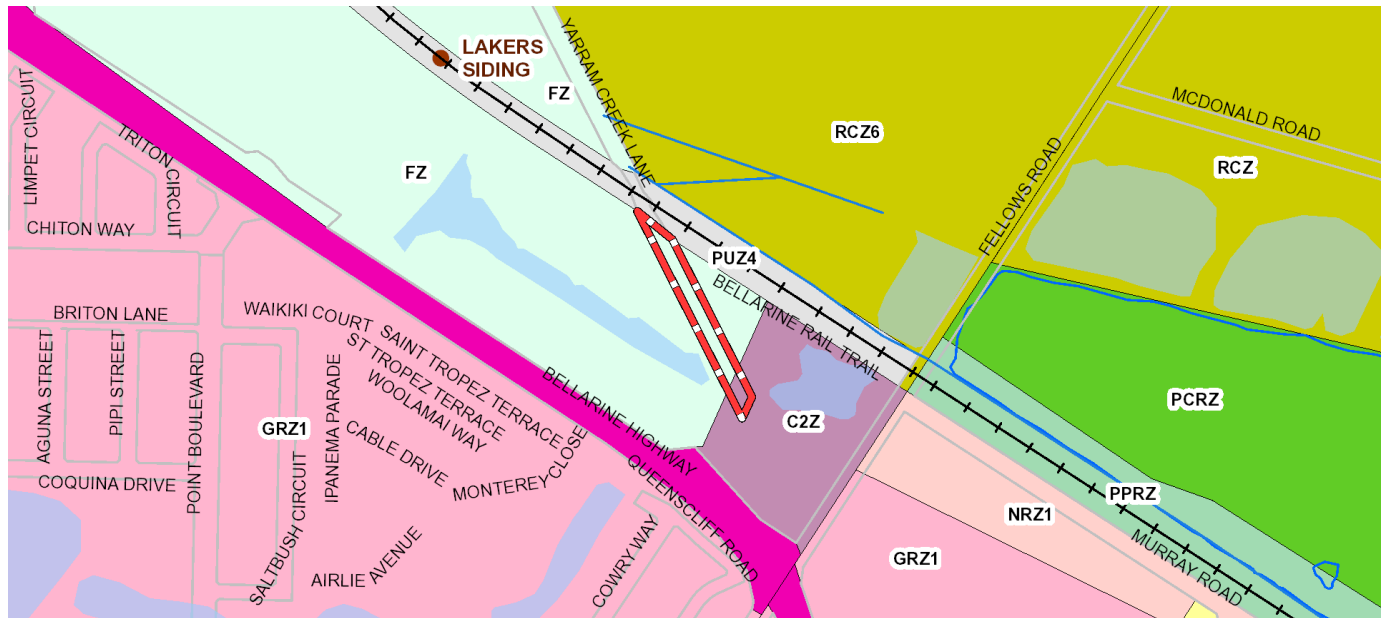 LAKERS
SIDING
FZ
YARRAM CREEK LANE
RCZ6
MCDONALD ROAD
RCZ
LIMPET CIRCUIT
TRITON CIRCUIT
FZ
FELLOWS ROAD
CHITON WAY
PUZ4
BELLARINE RAIL TRAIL
BRITON LANE
WAIKIKI COURT
SAINT TROPEZ TERRACE
ST TROPEZ TERRACE
WOOLAMAI WAY
AGUNA STREET
PIPI STREET
POINT BOULEVARD
IPANEMA PARADE
BELLARINE HIGHWAY
PCRZ
GRZ1
C2Z
CABLE DRIVE
MONTEREY CLOSE
COQUINA DRIVE
SALTBUSH CIRCUIT
QUEENSCLIFF ROAD
PPRZ
NRZ1
MURRAY ROAD
GRZ1
AIRLIE AVENUE
COWRY WAY